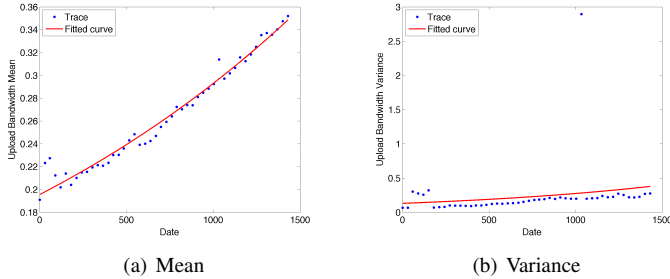 0.36
0.34
0.32
0.3
0.28
0.26
0.24
0.22
0.2
0.18
Upload Bandwidth Mean
Trace
Fitted curve
0
500
1000
1500
Date
(a) Mean
3
2.5
2
1.5
1
0.5
0
Upload Bandwidth Variance
Trace
Fitted curve
0
500
1000
1500
Date
(b) Variance